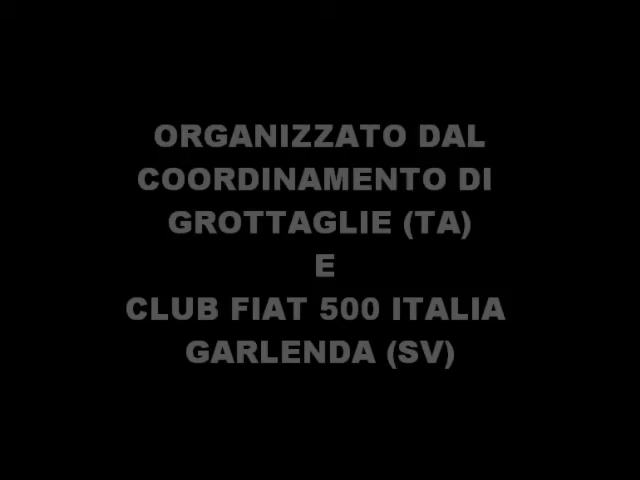 ORGANIZZATO DAL
COORDINAMENTO DI
GROTTAGLIE (TA)
E
CLUB FIAT 500 ITALIA
GARLENDA (SV)